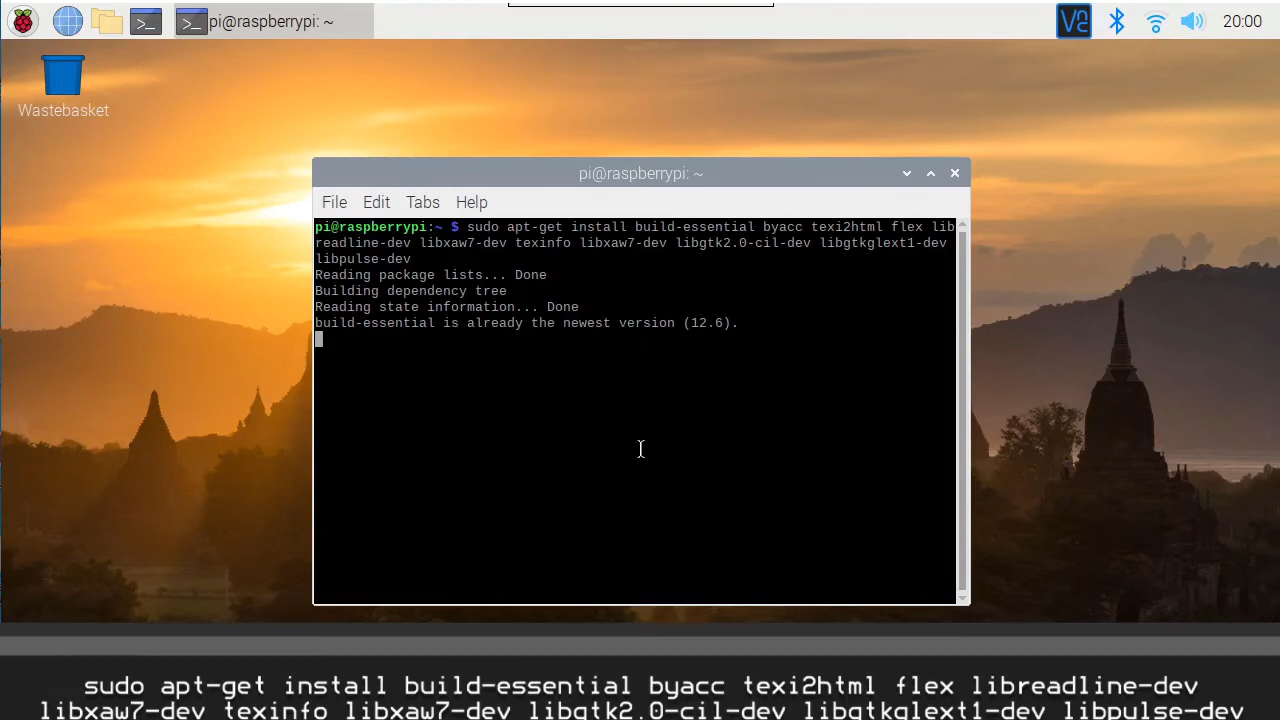 pi@raspberrypi: ~
20:00
Wastebasket
pi@raspberrypi: ~
File Edit Tabs Help
pi@raspberrypi:~ $ sudo apt-get install build-essential byacc texi2html flex lib
readline-dev libxaw7-dev texinfo libxaw7-dev libgtk2.0-cil-dev libgtkglext1-dev
libpulse-dev
Reading package lists... Done
Building dependency tree
Reading state information... Done
build-essential is already the newest version (12.6).
sudo apt-get install build-essential byacc texi2html flex libreadline-dev
libxaw7-dev texinfo libxaw7-dev libgtk2.0-cil-dev libgtkglext1-dev libpulse-dev